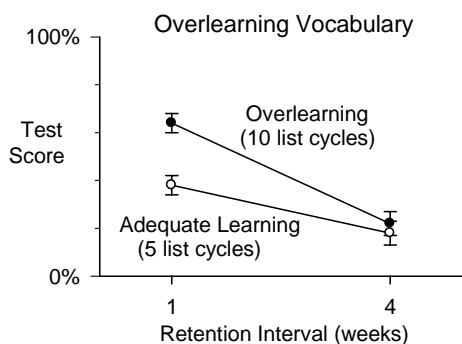 Overlearning Vocabulary
100%
Test
Score
0%
Overlearning
(10 list cycles)
Adequate Learning
(5 list cycles)
1
4
Retention Interval (weeks)